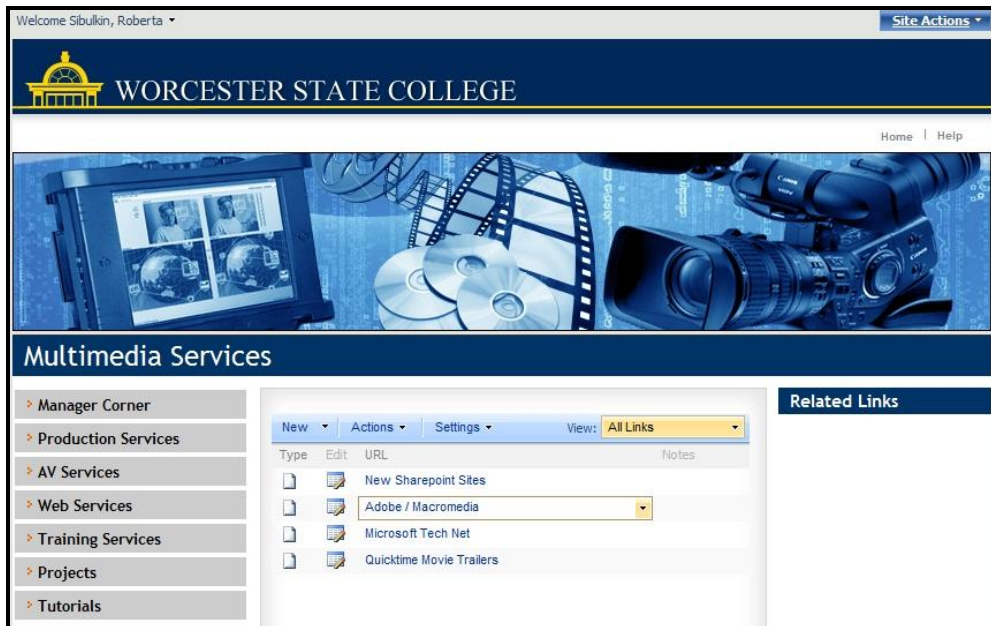 Welcome Sibulkin, Roberta
Site Actions
WORCESTER STATE COLLEGE
Home | Help
Canon
Canon
Multimedia Services
Manager Corner
Production Services
AV Services
Web Services
Training Services
Projects
Tutorials
New Actions Settings View: All Links
Type Edit URL Notes
New Sharepoint Sites
Adobe / Macromedia
Microsoft Tech Net
Quicktime Movie Trailers
Related Links